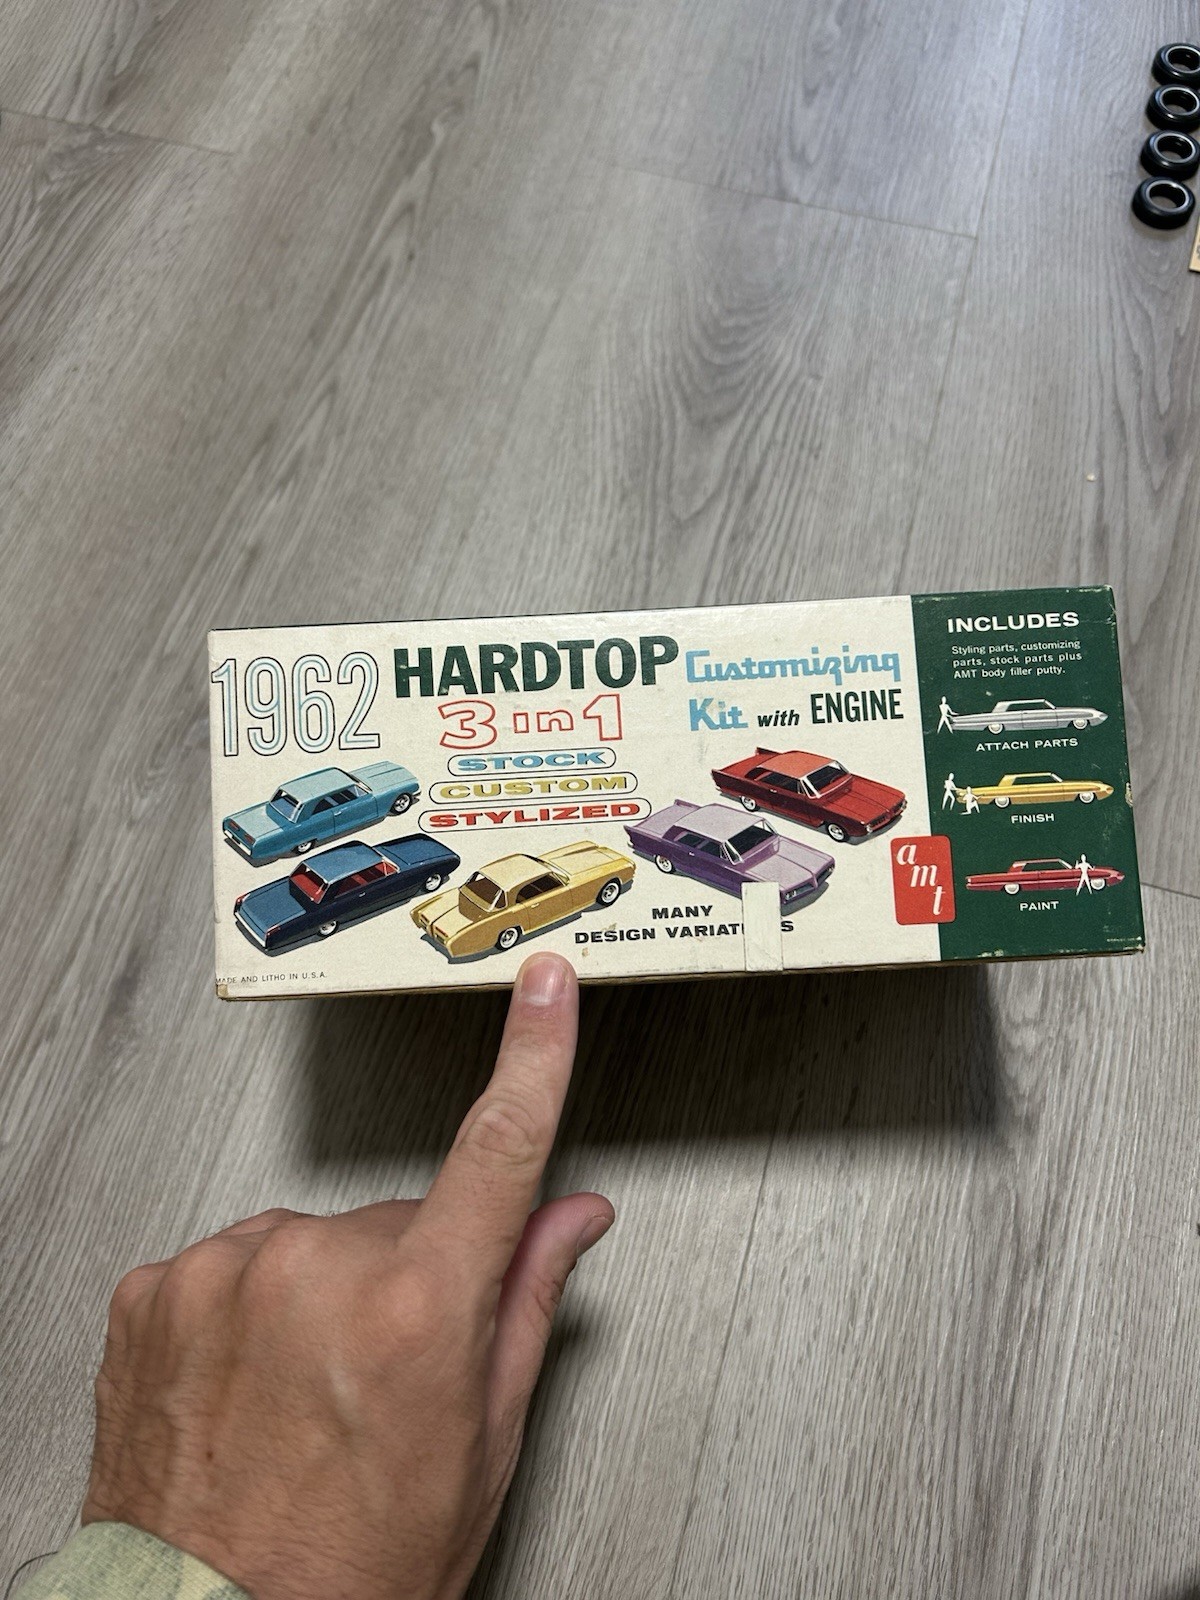 1962
HARDTOP
3 in 1
STOCK
CUSTOM
STYLIZED
Customizing
Kit with ENGINE
MANY
DESIGN
MADE AND LITHO IN U.S.A.
INCLUDES
Styling parts, customizing
parts, stock parts plus
AMT body filler putty.
ATTACH PARTS
FINISH
PAINT
amt